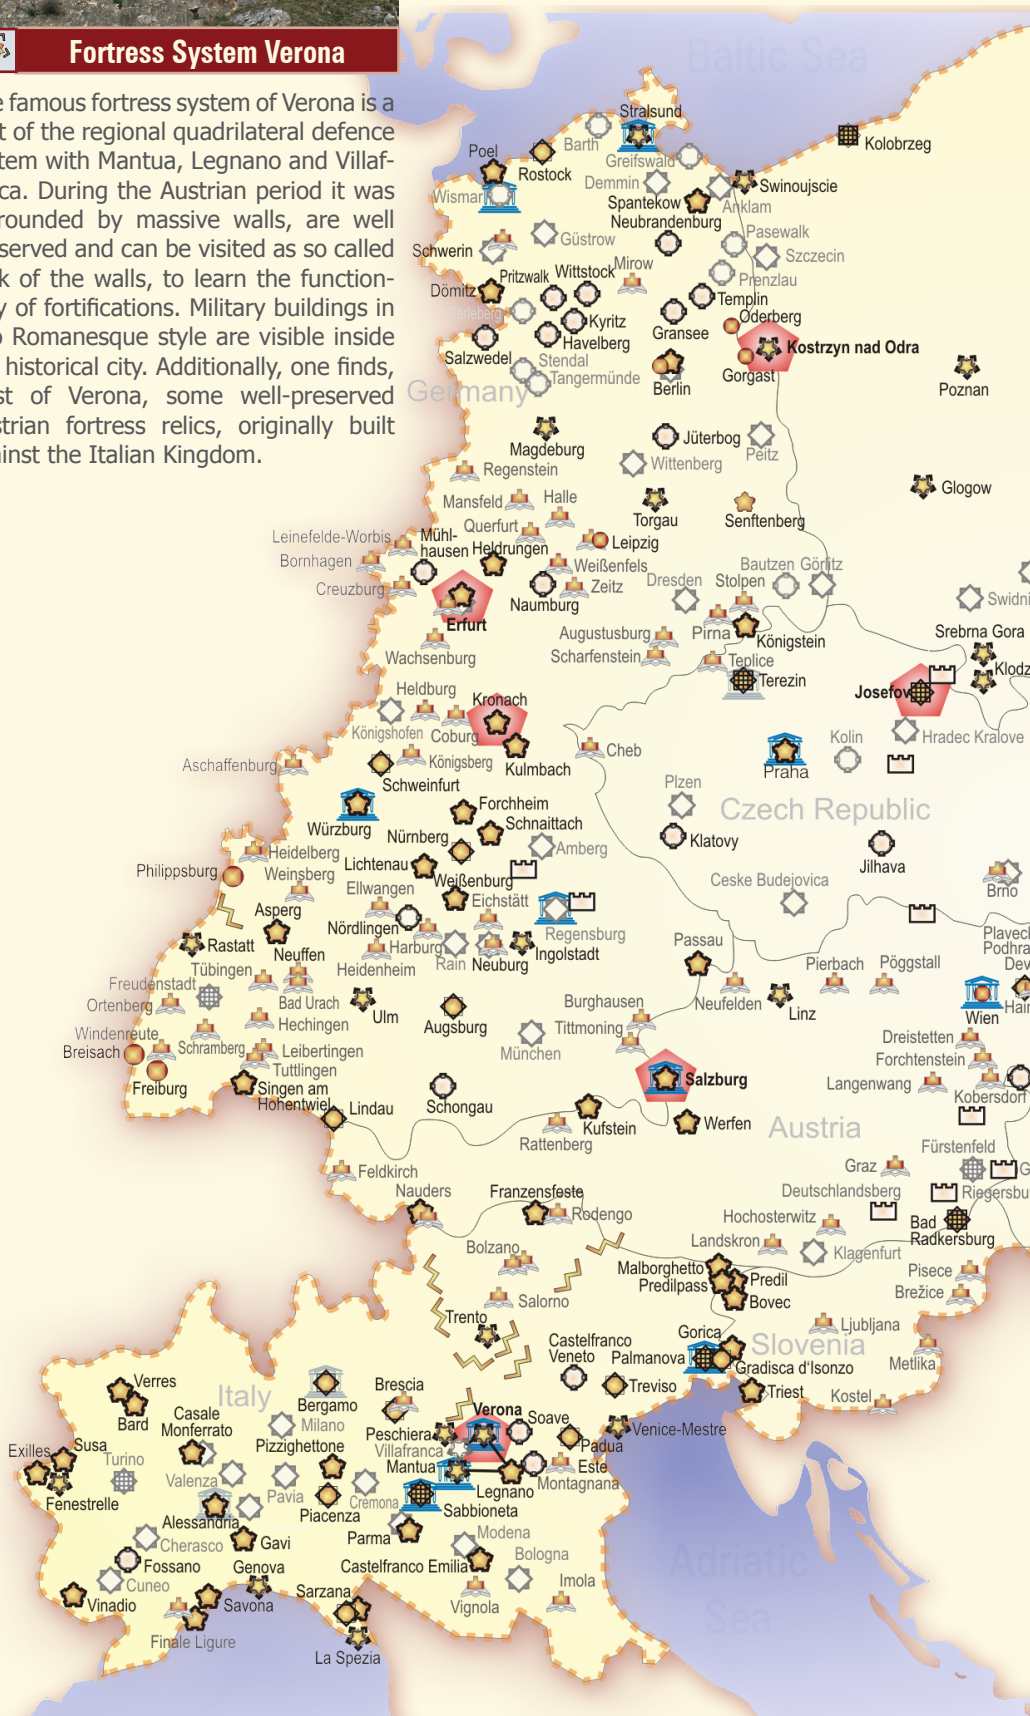 Fortress System Verona
e famous fortress system of Verona is a
t of the regional quadrilateral defence
tem with Mantua, Legnano and Villaf-
ca. During the Austrian period it was
rounded by massive walls, are well
served and can be visited as so called
k of the walls, to learn the function-
y of fortifications. Military buildings in
o Romanesque style are visible inside
historical city. Additionally, one finds,
st of Verona, some well-preserved
strian fortress relics, originally built
ainst the Italian Kingdom.
Baltic Sea
Stralsund
Barth
Greifswald
Kolobrzeg
Poel
Rostock
Demmin
Swinoujscie
Wismar
Spantekow
Anklam
Neubrandenburg
Pasewalk
Güstrow
Schwerin
Szczecin
Mirow
Pritzwalk
Wittstock
Prenzlau
Dömitz
Templin
Perleberg
Kyritz
Oderberg
Gransee
Havelberg
Kostrzyn nad Odra
Salzwedel
Stendal
Gorgast
Tangermünde
Berlin
Poznan
Germany
Jüterbog
Magdeburg
Peitz
Wittenberg
Regenstein
Glogow
Mansfeld
Halle
Torgau
Senftenberg
Querfurt
Leinefelde-Worbis
Mühl-
hausen
Heldrungen
Leipzig
Bornhagen
Weißenfels
Bautzen
Görlitz
Dresden
Stolpen
Creuzburg
Zeitz
Naumburg
Swidni
Erfurt
Augustusburg
Pirna
Königstein
Srebrna Gora
Wachsenburg
Scharfenstein
Teplice
Klodz
Terezin
Heldburg
Josefov
Kronach
Königshofen
Coburg
Kolin
Hradec Kralove
Cheb
Aschaffenburg
Königsberg
Kulmbach
Praha
Schweinfurt
Plzen
Forchheim
Czech Republic
Würzburg
Schnaittach
Nürnberg
Klatovy
Amberg
Heidelberg
Lichtenau
Jilhava
Philippsburg
Weinsberg
Weißenburg
Ceske Budejovica
Ellwangen
Eichstätt
Brno
Asperg
Nördlingen
Regensburg
Plavec
Rastatt
Harburg
Passau
Podhra
Neuffen
Ingolstadt
Dev
Tübingen
Heidenheim
Rain
Neuburg
Pierbach
Pöggstall
Freudenstadt
Ortenberg
Bad Urach
Burghausen
Neufelden
Hain
Ulm
Linz
Wien
Hechingen
Augsburg
Tittmoning
Windenreute
Dreistetten
Breisach
Schramberg
Leibertingen
München
Forchtenstein
Tuttlingen
Salzburg
Langenwang
Freiburg
Singen am
Hohentwiel
Kobersdorf
Lindau
Schongau
Kufstein
Werfen
Austria
Rattenberg
Fürstenfeld
Feldkirch
Graz
G
Nauders
Franzensfeste
Deutschlandsberg
Riegersbu
Rodengo
Hochosterwitz
Bad
Radkersburg
Bolzano
Landskron
Klagenfurt
Malborghetto
Pisece
Predilpass
Predil
Brežice
Salorno
Bovec
Trento
Ljubljana
Castelfranco
Veneto
Gorica
Slovenia
Palmanova
Metlika
Gradisca d'Isonzo
Verres
Brescia
Treviso
Italy
Triest
Kostel
Bard
Bergamo
Casale
Monferrato
Verona
Milano
Soave
Peschiera
Venice-Mestre
Exilles
Susa
Pizzighettone
Villafranca
Padua
Turino
Mantua
Este
Valenza
Montagnana
Fenestrelle
Pavia
Cremona
Legnano
Piacenza
Sabbioneta
Alessandria
Modena
Cherasco
Gavi
Parma
Bologna
Adriatic
Sea
Fossano
Genova
Castelfranco Emilia
Cuneo
Imola
Sarzana
Vinadio
Savona
Vignola
Finale Ligure
La Spezia